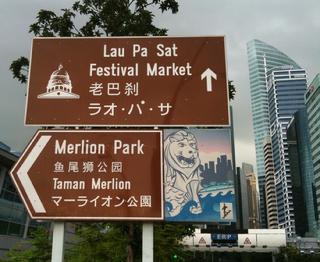 Lau Pa Sat
Festival Market
老巴刹
ラオ・パ・サ
Merlion Park
鱼尾狮公园
Taman Merlion
マーライオン公園
ERP